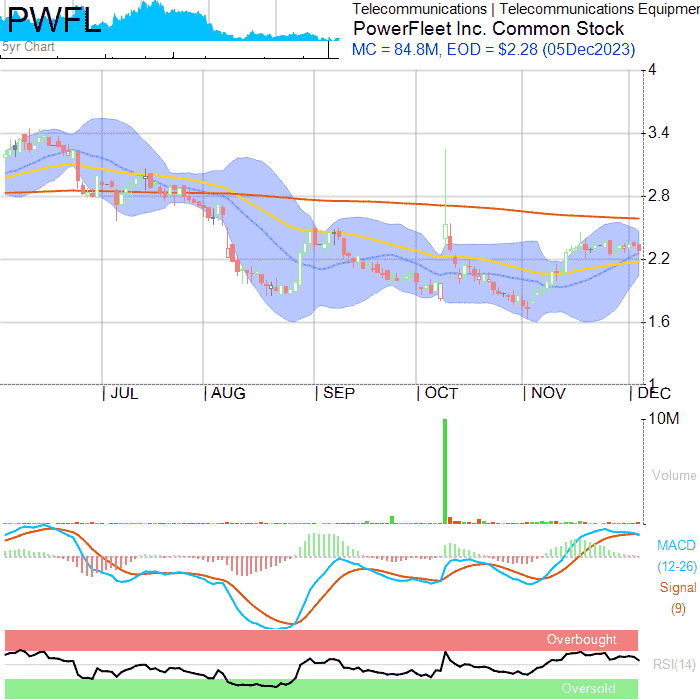 PWFL
5yr Chart
Telecommunications | Telecommunications Equipmen
PowerFleet Inc. Common Stock
MC = 84.8M, EOD = $2.28 (05Dec2023)
4
3.4
2.8
2.2
1.6
1
JUL AUG SEP OCT NOV DEC
10M
Volume
MACD
(12-26)
Signal
(9)
Overbought
RSI(14)
Oversold